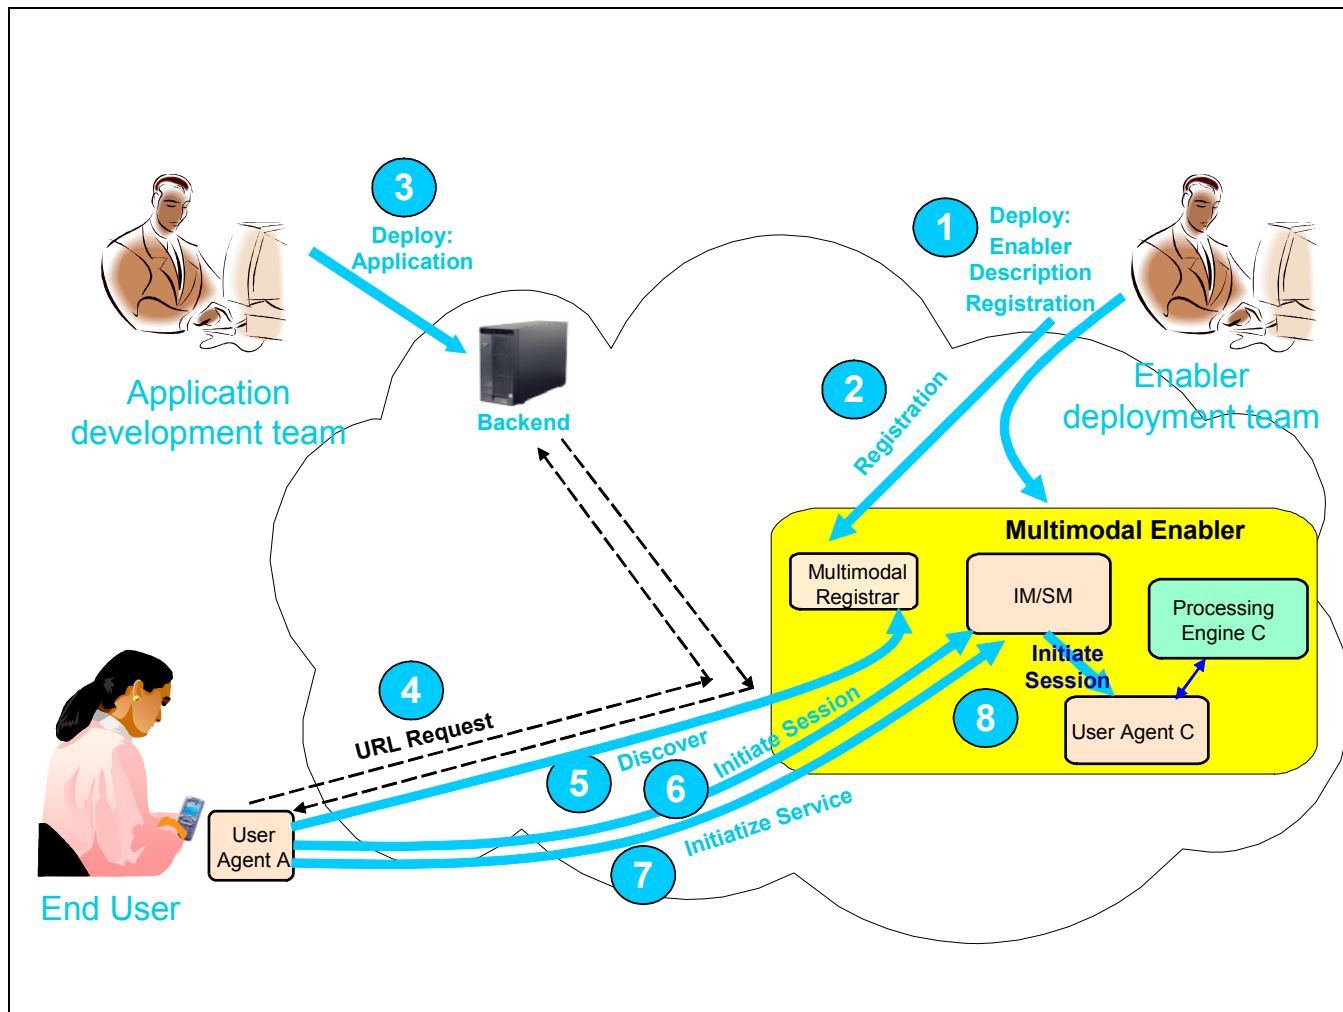 3
Deploy:
Application
1
Deploy:
Enabler
Description
Registration
Application
development team
Backend
2
Registration
Enabler
deployment team
Multimodal Enabler
Multimodal
Registrar
IM/SM
Processing
Engine C
Initiate
Session
User Agent C
8
4
URL Request
5
Discover
6
Initiate Session
7
Initiatize Service
User
Agent A
End User